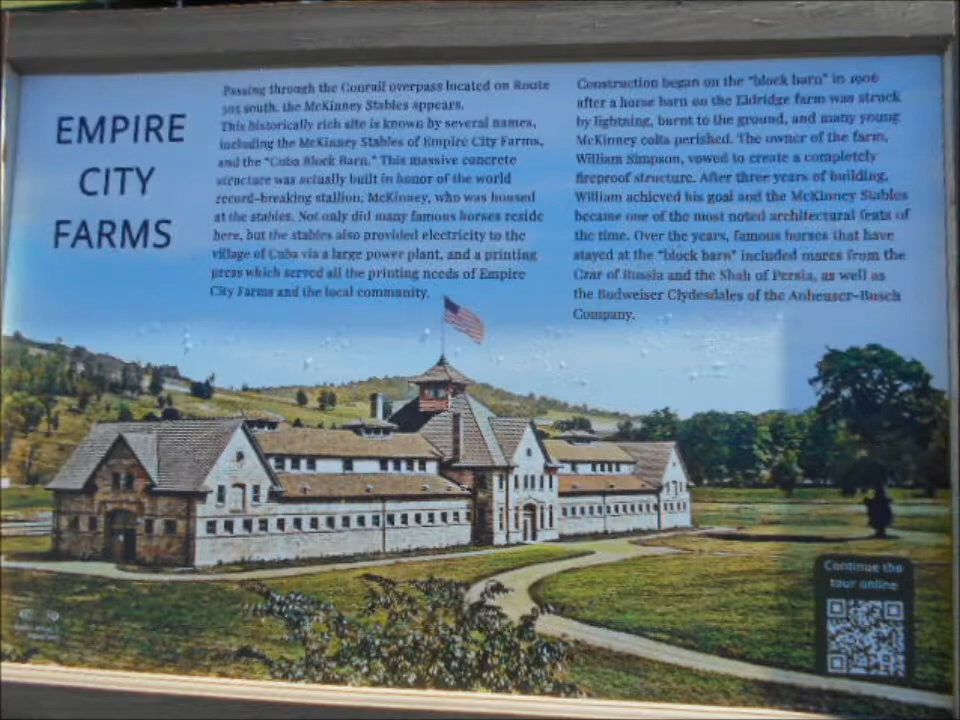 EMPIRE
CITY
FARMS
Passing through the Conrail overpass located on Route
305 south, the McKinney Stables appears.
This historically rich site is known by several names,
including the McKinney Stables of Empire City Farms,
and the "Cuba Block Barn." This massive concrete
structure was actually built in honor of the world
record-breaking stallion, McKinney, who was housed
at the stables. Not only did many famous horses reside
here, but the stables also provided electricity to the
village of Cuba via a large power plant, and a printing
press which served all the printing needs of Empire
City Farms and the local community.
Construction began on the "block barn" in 1906
after a horse barn on the Eldridge farm was struck
by lightning, burnt to the ground, and many young
McKinney colts perished. The owner of the farm,
William Simpson, vowed to create a completely
fireproof structure. After three years of building,
William achieved his goal and the McKinney Stables
became one of the most noted architectural feats of
the time. Over the years, famous horses that have
stayed at the "block barn" included mares from the
Czar of Russia and the Shah of Persia, as well as
the Budweiser Clydesdales of the Anheuser-Busch
Company.
Continue the
tour online